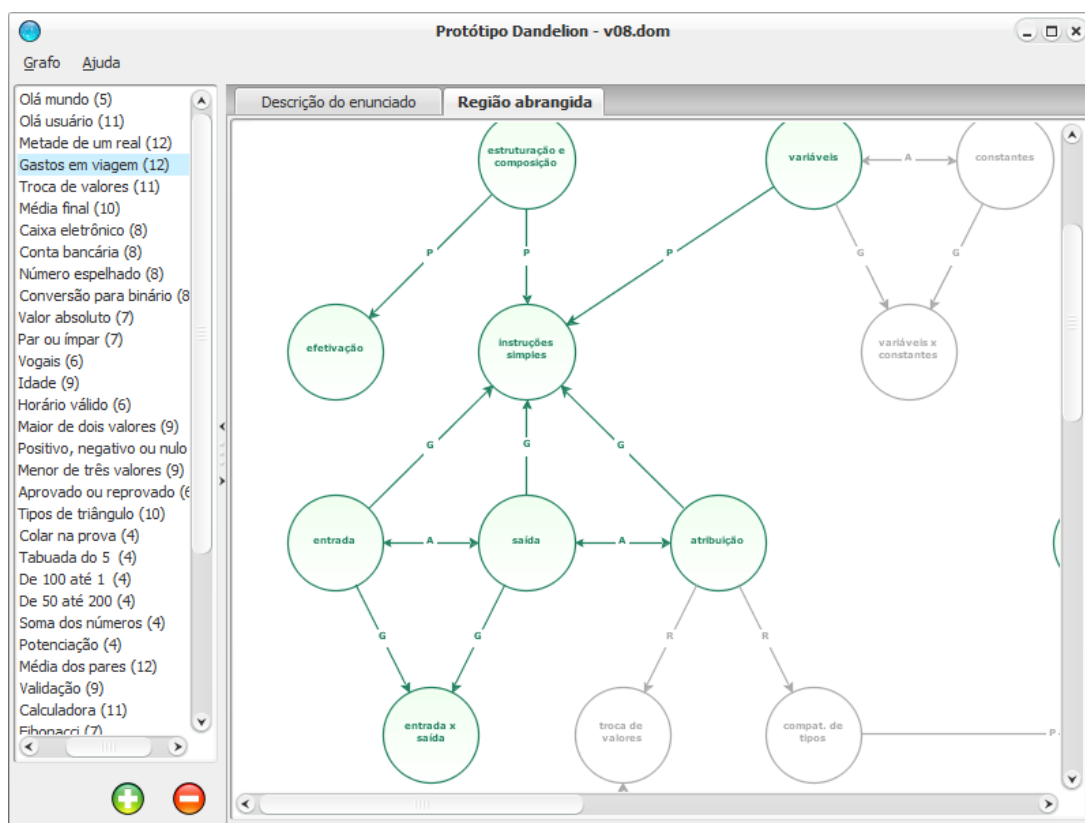 Protótipo Dandelion - v08.dom
Grafo Ajuda
Olá mundo (5)
Olá usuário (11)
Metade de um real (12)
Gastos em viagem (12)
Troca de valores (11)
Média final (10)
Caixa eletrônico (8)
Conta bancária (8)
Número espelhado (8)
Conversão para binário (8
Valor absoluto (7)
Par ou ímpar (7)
Vogais (6)
Idade (9)
Horário válido (6)
Maior de dois valores (9)
Positivo, negativo ou nulo
Menor de três valores (9)
Aprovado ou reprovado (6
Tipos de triângulo (10)
Colar na prova (4)
Tabuada do 5 (4)
De 100 até 1 (4)
De 50 até 200 (4)
Soma dos números (4)
Potenciação (4)
Média dos pares (12)
Validação (9)
Calculadora (11)
Fibonacci (7)
Descrição do enunciado
Região abrangida
estruturação e
composição
variáveis
A
constantes
P
P
P
G
G
efetivação
instruções
simples
variáveis x
constantes
G
G
G
entrada
A
saída
A
atribuição
G
G
R
R
entrada x
saída
troca de
valores
compat. de
tipos
P
A